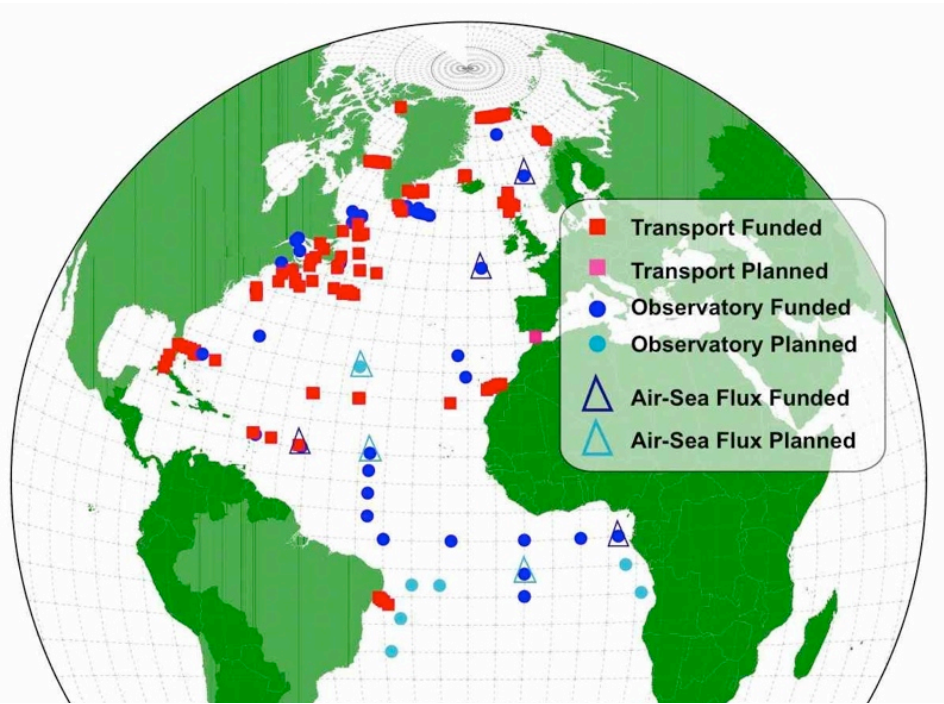 Transport Funded
Transport Planned
Observatory Funded
Observatory Planned
Air-Sea Flux Funded
Air-Sea Flux Planned